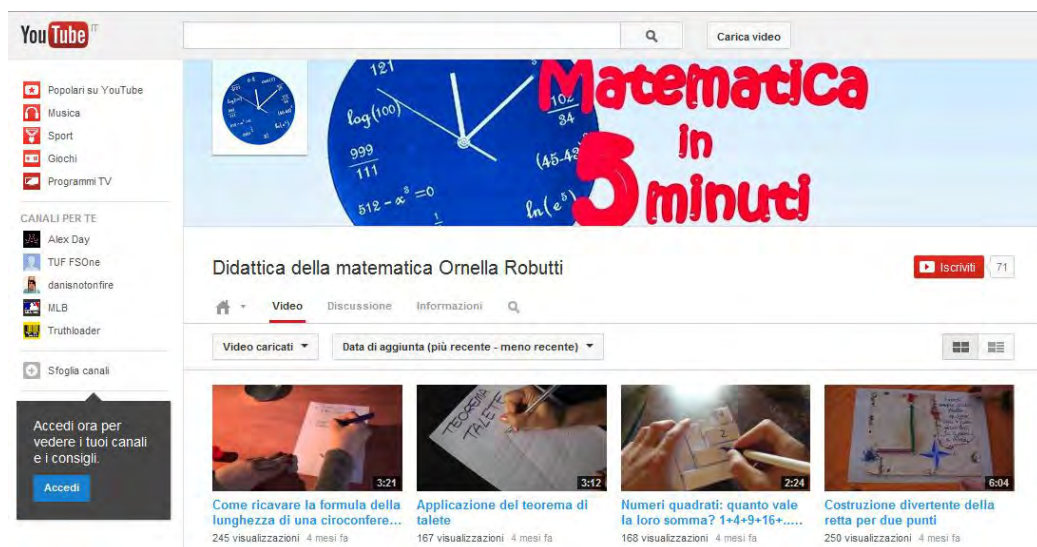 YouTube IT
Carica video
Popolari su YouTube
Musica
Sport
Giochi
Programmi TV
CANALI PER TE
Alex Day
TUF FSOne
danisnotonfire
MLB
Truthloader
Sfoglia canali
Accedi ora per
vedere i tuoi canali
e i consigli.
Accedi
121
log(100)
999
111
512 - x³ =0
1
102
34
(45-43
ln(e⁵)
Matematica
in
5
minuti
Didattica della matematica Ornella Robutti
Iscriviti 71
Video Discussione Informazioni
Video caricati Data di aggiunta (più recente - meno recente)
3:21
Come ricavare la formula della
lunghezza di una ciroconfere...
245 visualizzazioni 4 mesi fa
TEOREMA
TALETE
3:12
Applicazione del teorema di
talete
167 visualizzazioni 4 mesi fa
2
2:24
Numeri quadrati: quanto vale
la loro somma? 1+4+9+16+.....
168 visualizzazioni 4 mesi fa
6:04
Costruzione divertente della
retta per due punti
250 visualizzazioni 4 mesi fa